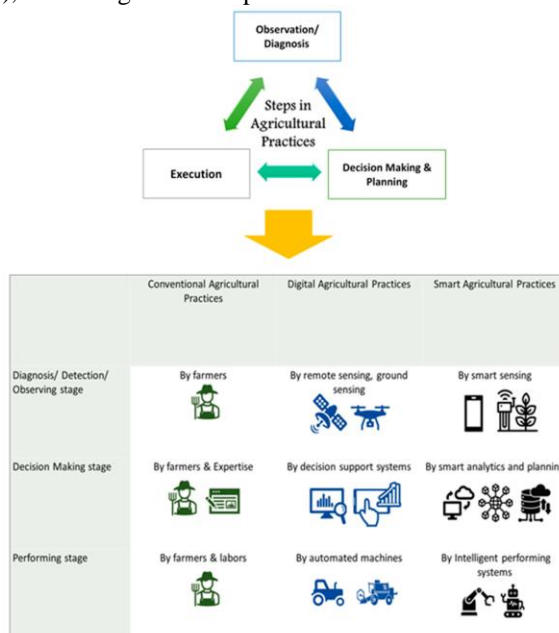 Observation/
Diagnosis
Steps in
Agricultural
Practices
Execution
Decision Making &
Planning
Conventional Agricultural
Practices
Digital Agricultural Practices
Smart Agricultural Practices
Diagnosis/ Detection/
Observing stage
By farmers
By remote sensing, ground
sensing
By smart sensing
Decision Making stage
By farmers & Expertise
By decision support systems
By smart analytics and plannin
Performing stage
By farmers & labors
By automated machines
By Intelligent performing
systems